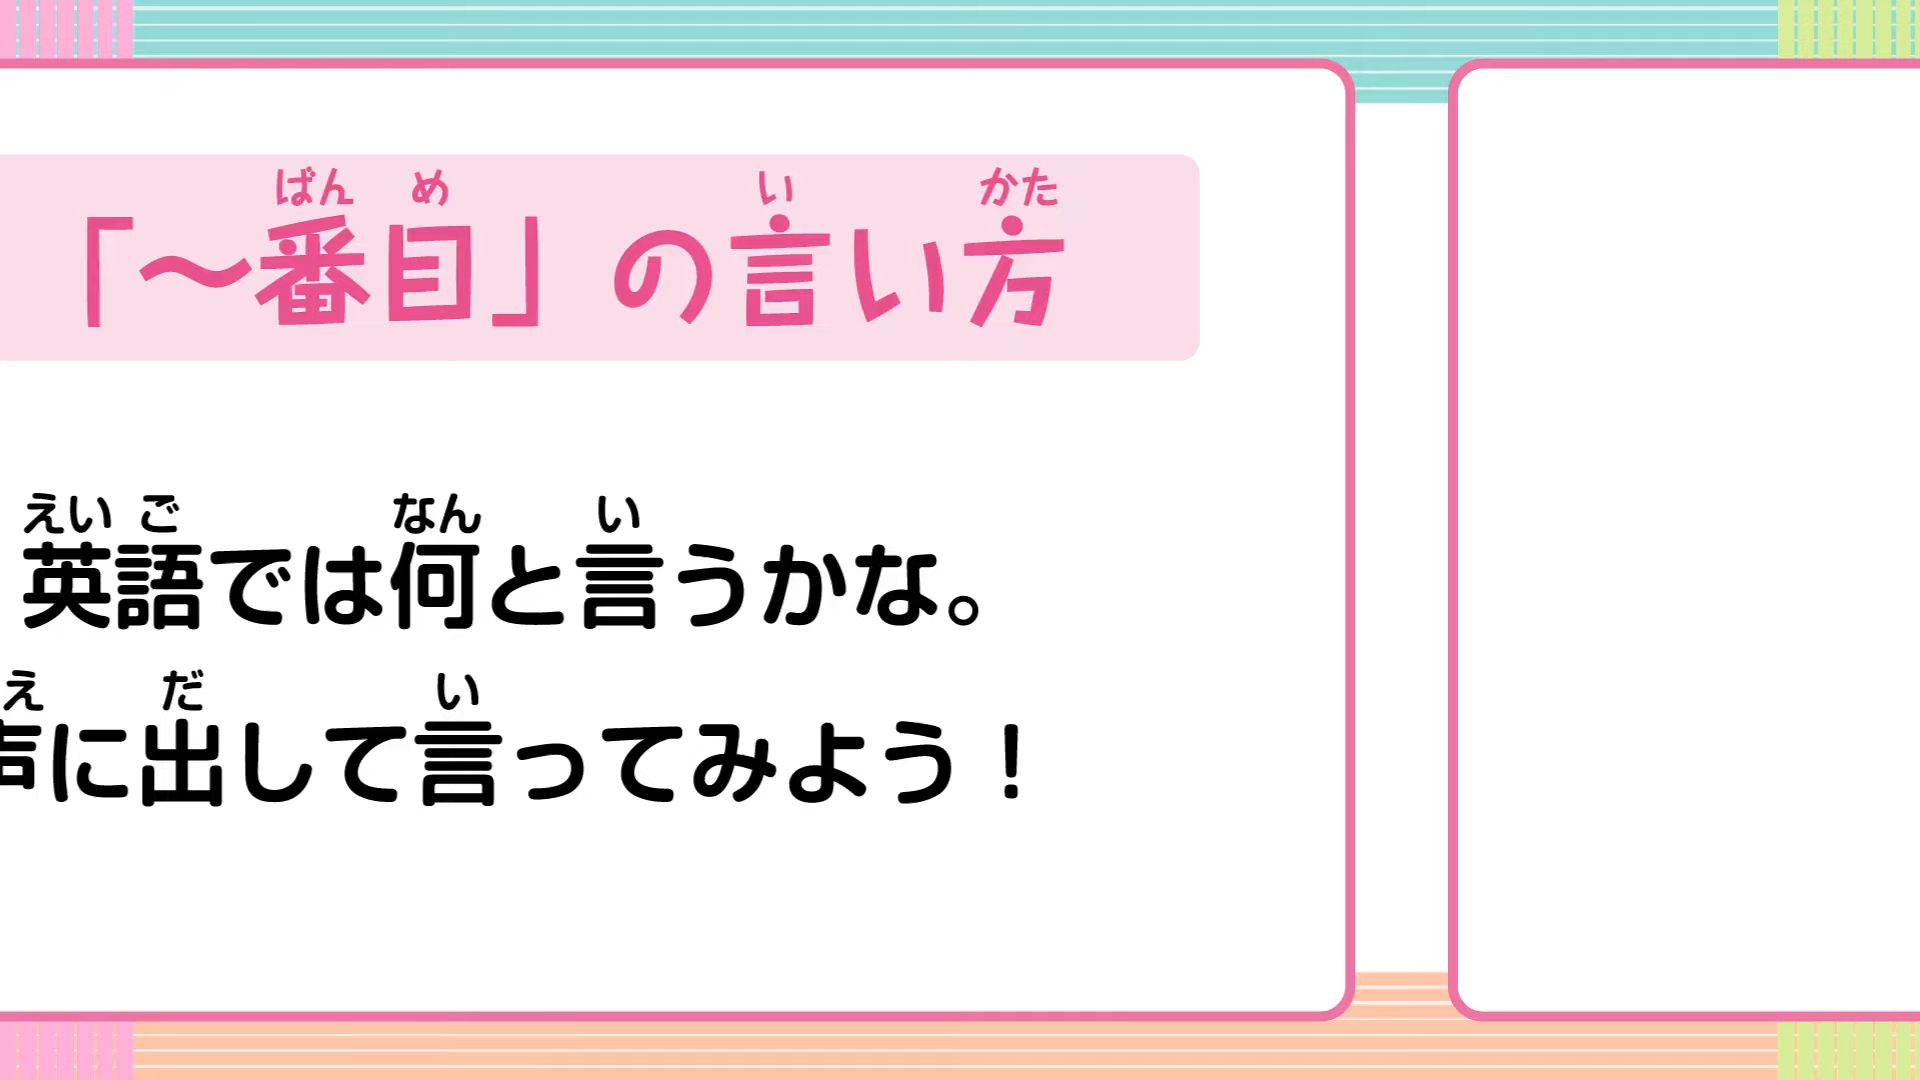 「〜番目」の言い方
英語では何と言うかな。
声に出して言ってみよう！